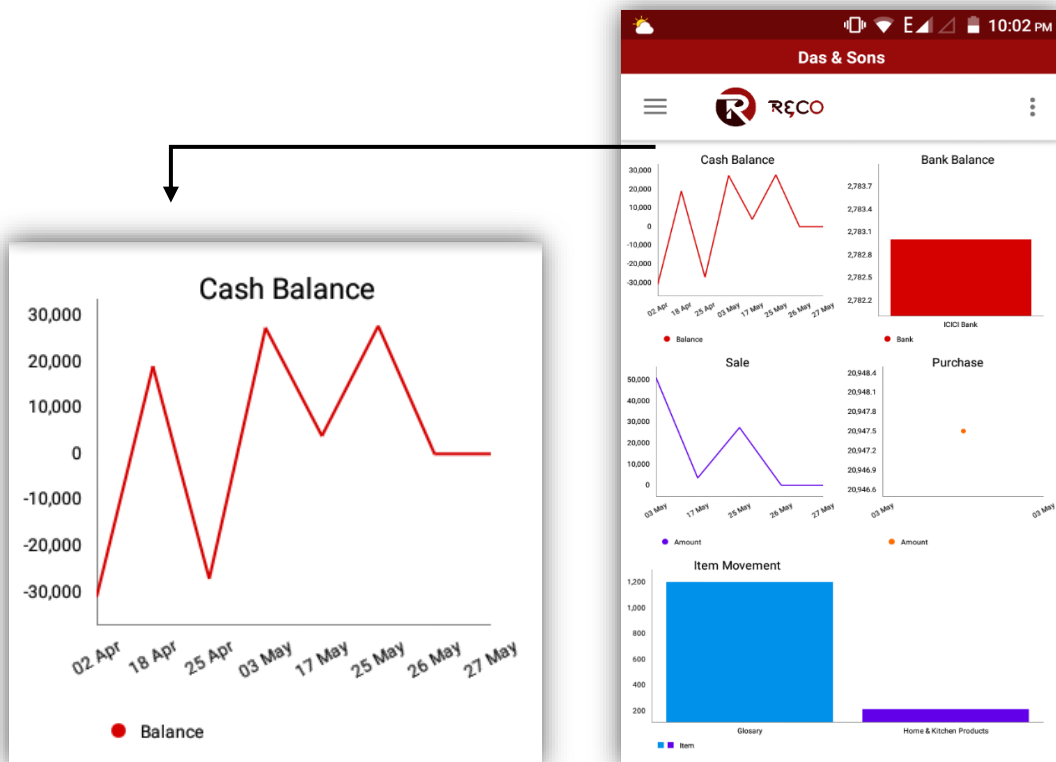 Cash Balance
30,000
20,000
10,000
0
-10,000
-20,000
-30,000
02 Apr 18 Apr 25 Apr 03 May 17 May 25 May 26 May 27 May
Balance
E 10:02 PM
Das & Sons
R RECO
Cash Balance
30,000
20,000
10,000
0
-10,000
-20,000
-30,000
02 Apr 18 Apr 25 Apr 03 May 17 May 25 May 26 May 27 May
Balance
Bank Balance
2,783.7
2,783.4
2,783.1
2,782.8
2,782.5
2,782.2
ICICI Bank
Bank
Sale
50,000
40,000
30,000
20,000
10,000
0
03 May 17 May 25 May 26 May 27 May
Amount
Purchase
20,948.4
20,948.1
20,947.8
20,947.5
20,947.2
20,946.9
20,946.6
03 May 03 May
Amount
Item Movement
1,200
1,000
800
600
400
200
Glosary Home & Kitchen Products
Item